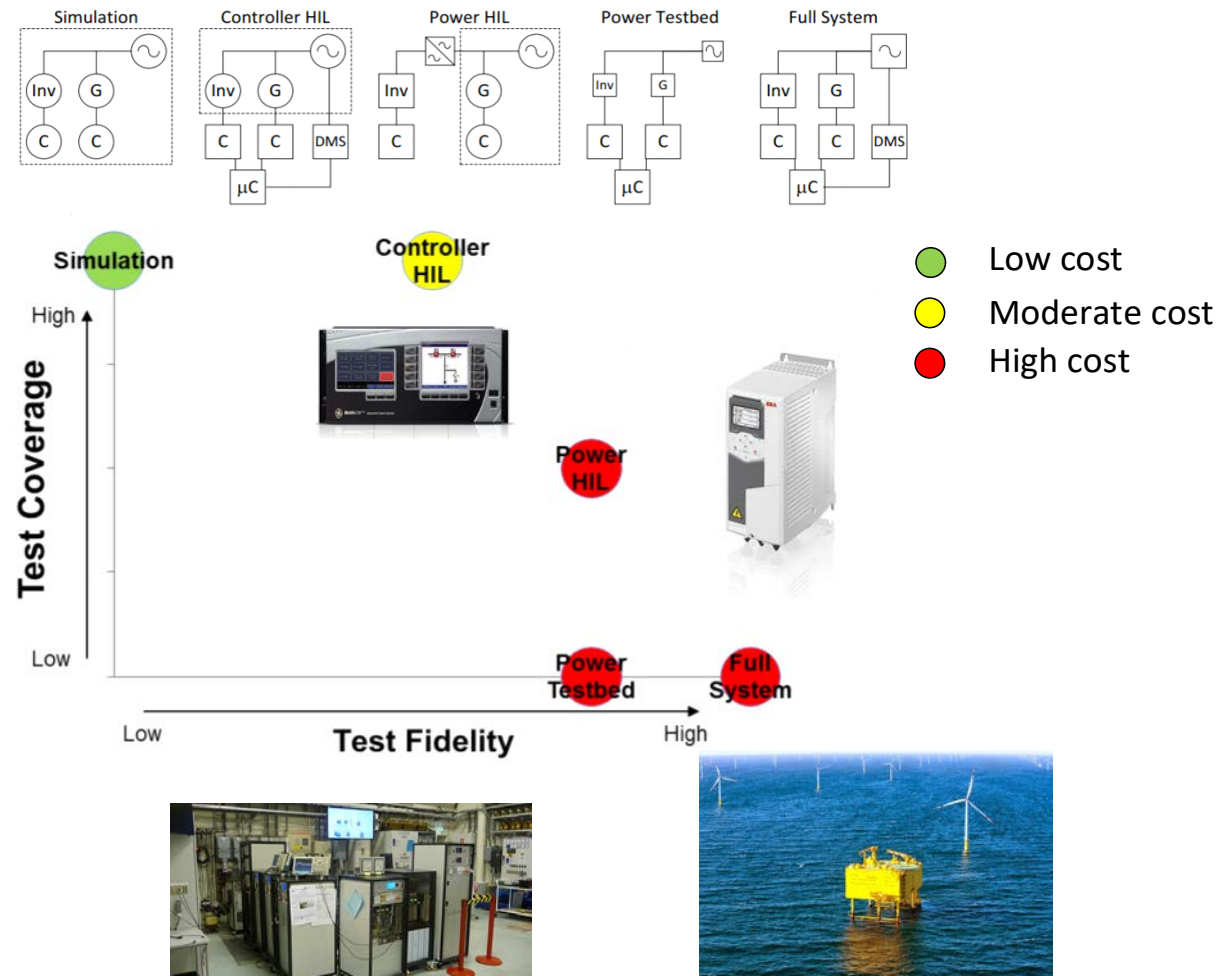 Simulation
Controller HIL
Power HIL
Power Testbed
Full System
Inv
G
C
C
Inv
G
C
C
DMS
μC
Inv
G
C
C
Inv
G
C
C
μC
Inv
G
C
C
DMS
μC
Simulation
Controller
HIL
Low cost
Moderate cost
High cost
High
Test Coverage
Low
Power
HIL
ABB
Power
Testbed
Full
System
Low
Test Fidelity
High